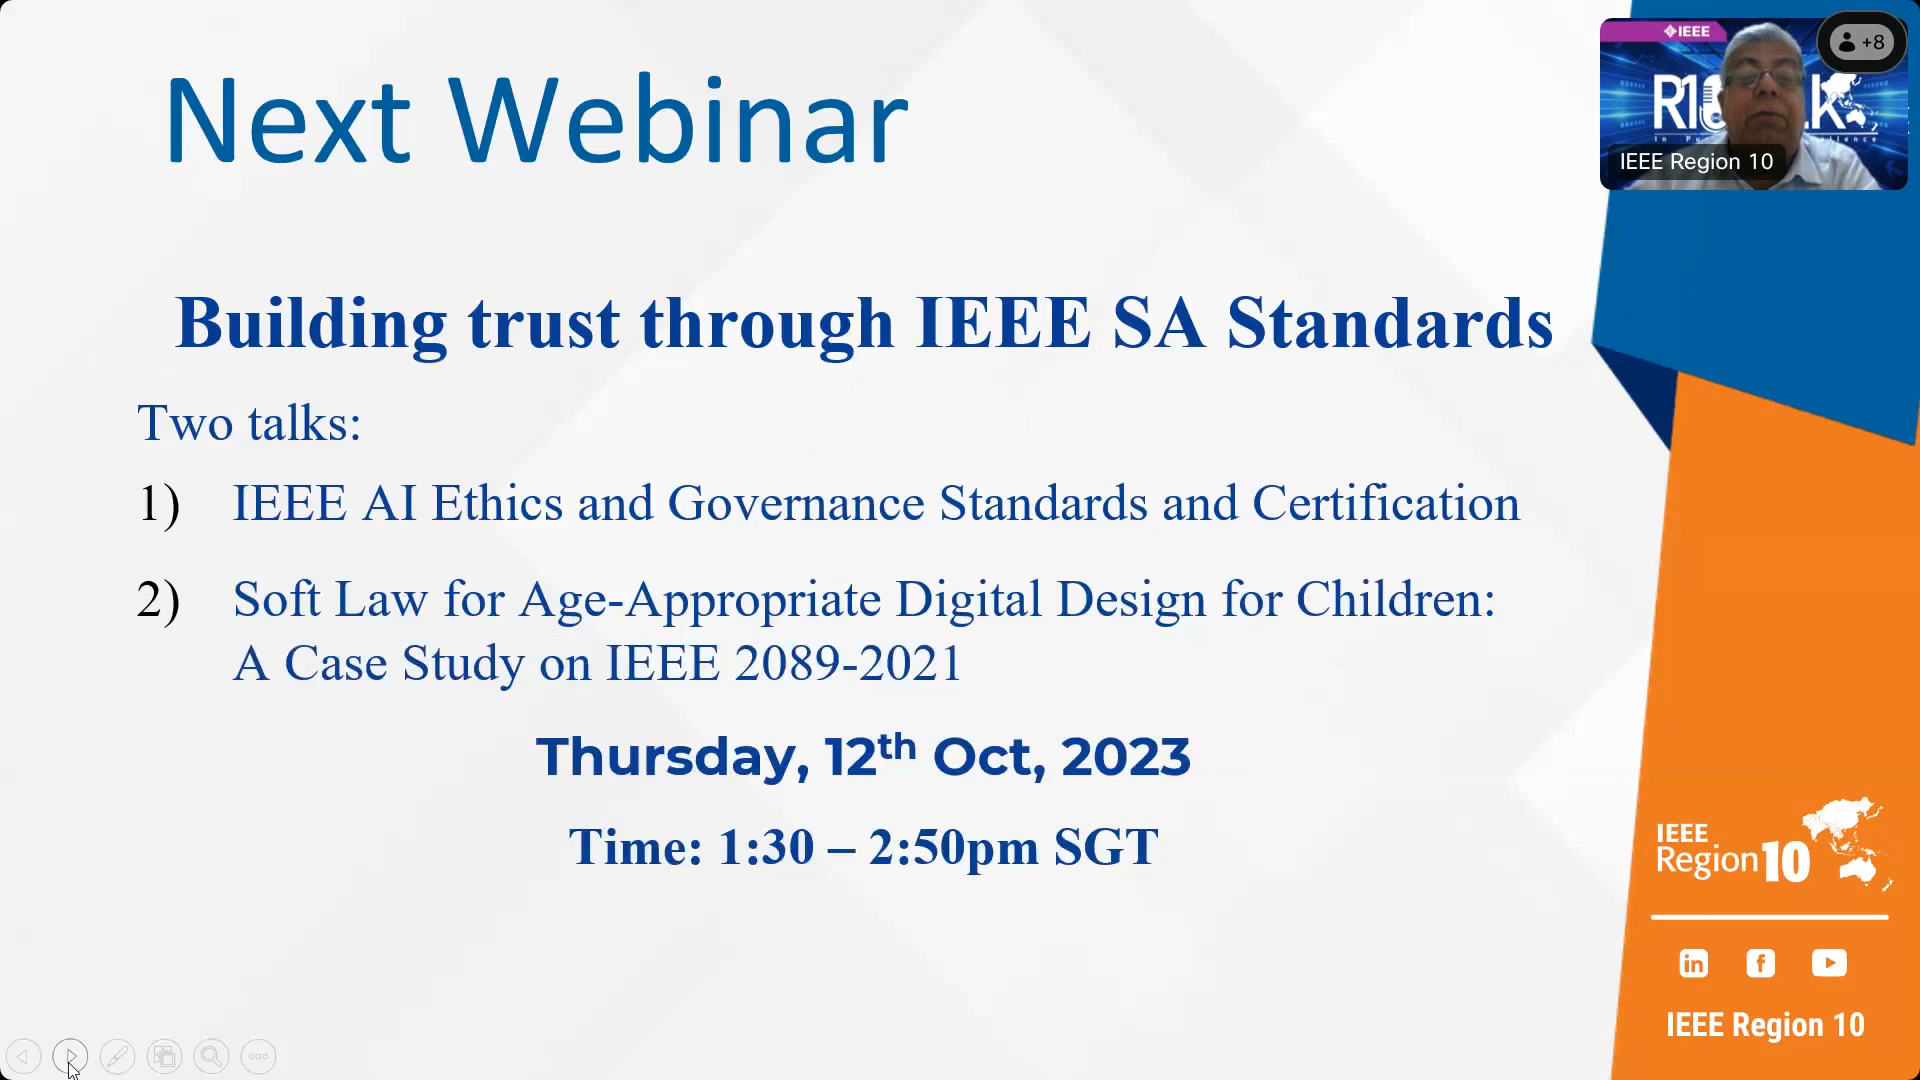 Next Webinar
IEEE
+8
IEEE Region 10
Building trust through IEEE SA Standards
Two talks:
1) IEEE AI Ethics and Governance Standards and Certification
2) Soft Law for Age-Appropriate Digital Design for Children:
A Case Study on IEEE 2089-2021
Thursday, 12th Oct, 2023
Time: 1:30 – 2:50pm SGT
IEEE
Region10
in
f
IEEE Region 10